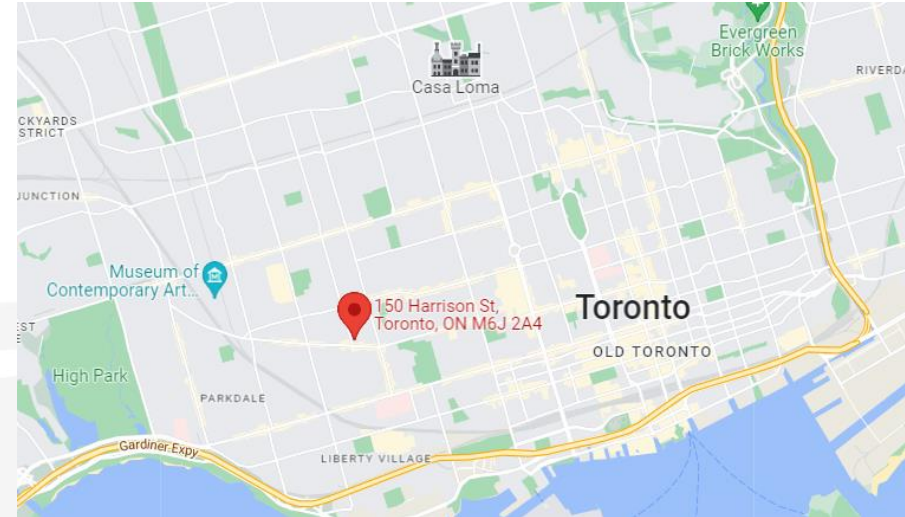 Evergreen
Brick Works
RIVERDA
Casa Loma
CKYARDS
STRICT
JUNCTION
Museum of
Contemporary Art...
150 Harrison St,
Toronto, ON M6J 2A4
Toronto
OLD TORONTO
EST
E
High Park
PARKDALE
Gardiner Expy
LIBERTY VILLAGE